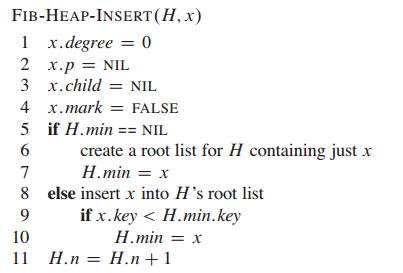 FIB-HEAP-INSERT(H, x)
1 x.degree = 0
2 x.p = NIL
3 x.child = NIL
4 x.mark = FALSE
5 if H.min == NIL
6 create a root list for H containing just x
7 H.min = x
8 else insert x into H's root list
9 if x.key < H.min.key
10 H.min = x
11 H.n = H.n + 1